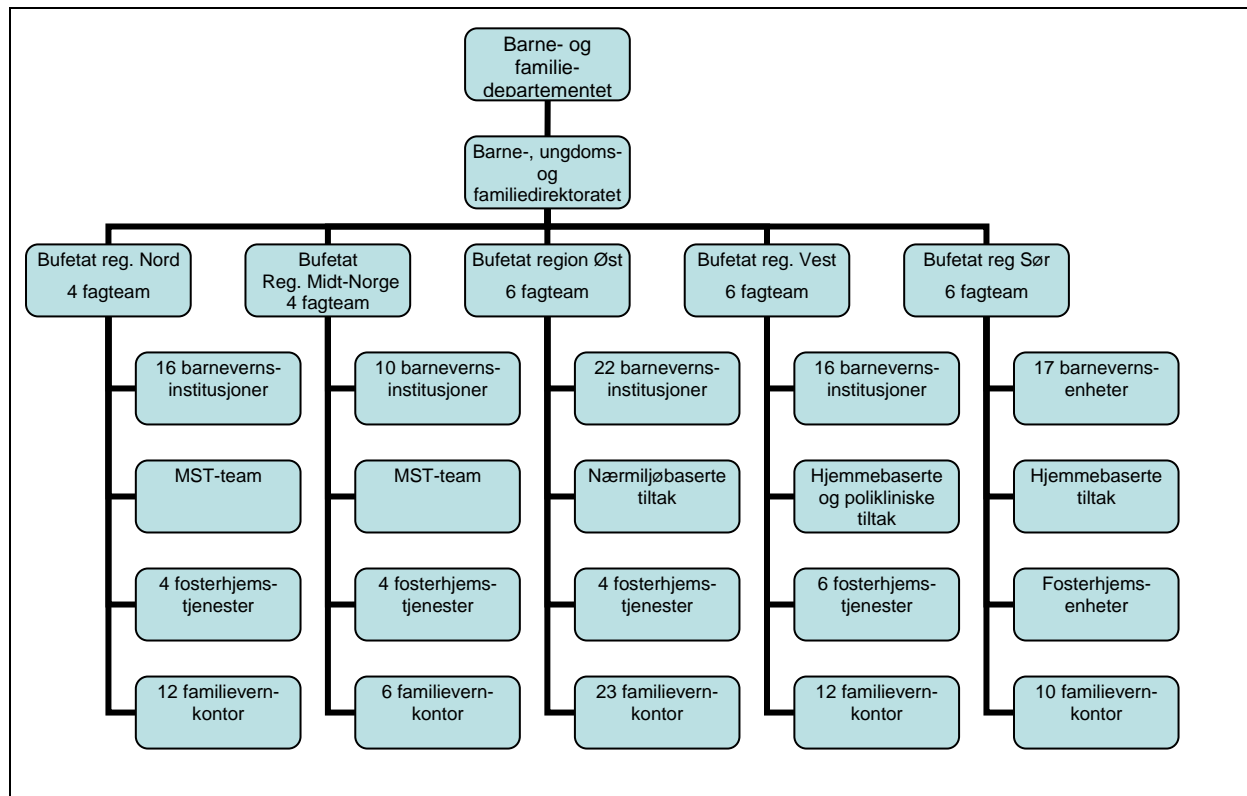 Barne- og
familie-
departementet
Barne-, ungdoms-
og
familiedirektoratet
Bufetat reg. Nord
4 fagteam
Bufetat
Reg. Midt-Norge
4 fagteam
Bufetat region Øst
6 fagteam
Bufetat reg. Vest
6 fagteam
Bufetat reg Sør
6 fagteam
16 barneverns-
institusjoner
10 barneverns-
institusjoner
22 barneverns-
institusjoner
16 barneverns-
institusjoner
17 barneverns-
enheter
MST-team
MST-team
Nærmiljøbaserte
tiltak
Hjemmebaserte
og polikliniske
tiltak
Hjemmebaserte
tiltak
4 fosterhjems-
tjenester
4 fosterhjems-
tjenester
4 fosterhjems-
tjenester
6 fosterhjems-
tjenester
Fosterhjems-
enheter
12 familievern-
kontor
6 familievern-
kontor
23 familievern-
kontor
12 familievern-
kontor
10 familievern-
kontor